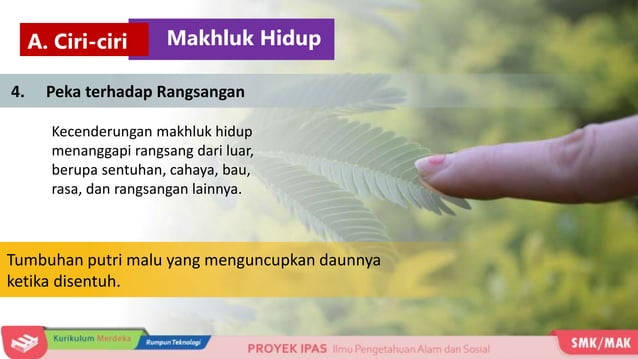 A. Ciri-ciri Makhluk Hidup
4. Peka terhadap Rangsangan
Kecenderungan makhluk hidup
menanggapi rangsang dari luar,
berupa sentuhan, cahaya, bau,
rasa, dan rangsangan lainnya.
Tumbuhan putri malu yang menguncupkan daunnya
ketika disentuh.
Kurikulum Merdeka Rumpun Teknologi PROYEK IPAS Ilmu Pengetahuan Alam dan Sosial SMK/MAK